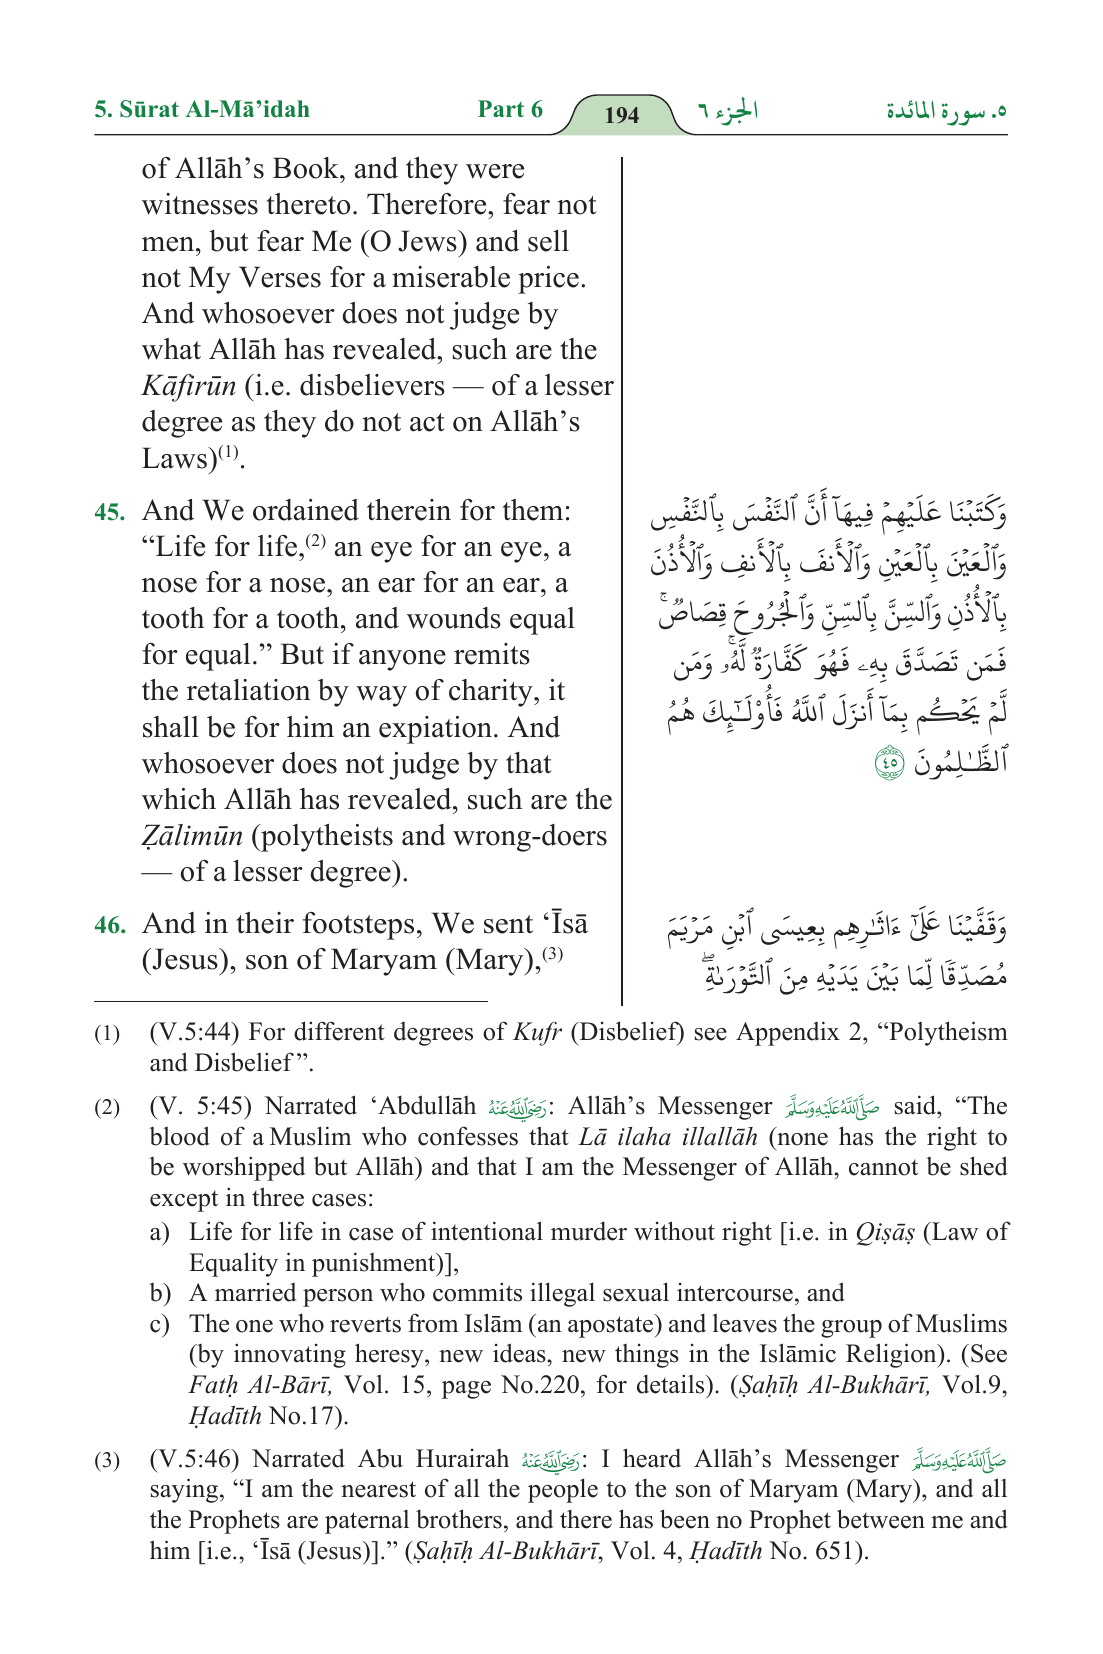 5. Sūrat Al-Mā’idah Part 6 194 الجزء ٦ ٥. سورة المائدة
of Allāh’s Book, and they were
witnesses thereto. Therefore, fear not
men, but fear Me (O Jews) and sell
not My Verses for a miserable price.
And whosoever does not judge by
what Allāh has revealed, such are the
Kāfirūn (i.e. disbelievers — of a lesser
degree as they do not act on Allāh’s
Laws)(1).
45. And We ordained therein for them:
“Life for life,(2) an eye for an eye, a
nose for a nose, an ear for an ear, a
tooth for a tooth, and wounds equal
for equal.” But if anyone remits
the retaliation by way of charity, it
shall be for him an expiation. And
whosoever does not judge by that
which Allāh has revealed, such are the
Ẓālimūn (polytheists and wrong-doers
— of a lesser degree).
وَكَتَبْنَا عَلَيْهِمْ فِيهَآ أَنَّ ٱلنَّفْسَ بِٱلنَّفْسِ
وَٱلْعَيْنَ بِٱلْعَيْنِ وَٱلْأَنفَ بِٱلْأَنفِ وَٱلْأُذُنَ
بِٱلْأُذُنِ وَٱلسِّنَّ بِٱلسِّنِّ وَٱلْجُرُوحَ قِصَاصٌ ۚ
فَمَن تَصَدَّقَ بِهِۦ فَهُوَ كَفَّارَةٌ لَّهُۥ ۚ وَمَن
لَّمْ يَحْكُم بِمَآ أَنزَلَ ٱللَّهُ فَأُو۟لَـٰٓئِكَ هُمُ
ٱلظَّـٰلِمُونَ ٤٥
46. And in their footsteps, We sent ‘Īsā
(Jesus), son of Maryam (Mary),(3)
وَقَفَّيْنَا عَلَىٰٓ ءَاثَـٰرِهِم بِعِيسَى ٱبْنِ مَرْيَمَ
مُصَدِّقًا لِّمَا بَيْنَ يَدَيْهِ مِنَ ٱلتَّوْرَىٰةِ ۖ
(1) (V.5:44) For different degrees of Kufr (Disbelief) see Appendix 2, “Polytheism
and Disbelief”.
(2) (V. 5:45) Narrated ‘Abdullāh رَضِيَ اللَّهُ عَنْهُ: Allāh’s Messenger صَلَّى اللَّهُ عَلَيْهِ وَسَلَّمَ said, “The
blood of a Muslim who confesses that Lā ilaha illallāh (none has the right to
be worshipped but Allāh) and that I am the Messenger of Allāh, cannot be shed
except in three cases:
a) Life for life in case of intentional murder without right [i.e. in Qiṣāṣ (Law of
Equality in punishment)],
b) A married person who commits illegal sexual intercourse, and
c) The one who reverts from Islām (an apostate) and leaves the group of Muslims
(by innovating heresy, new ideas, new things in the Islāmic Religion). (See
Fatḥ Al-Bārī, Vol. 15, page No.220, for details). (Ṣaḥīḥ Al-Bukhārī, Vol.9,
Ḥadīth No.17).
(3) (V.5:46) Narrated Abu Hurairah رَضِيَ اللَّهُ عَنْهُ: I heard Allāh’s Messenger صَلَّى اللَّهُ عَلَيْهِ وَسَلَّمَ
saying, “I am the nearest of all the people to the son of Maryam (Mary), and all
the Prophets are paternal brothers, and there has been no Prophet between me and
him [i.e., ‘Īsā (Jesus)].” (Ṣaḥīḥ Al-Bukhārī, Vol. 4, Ḥadīth No. 651).